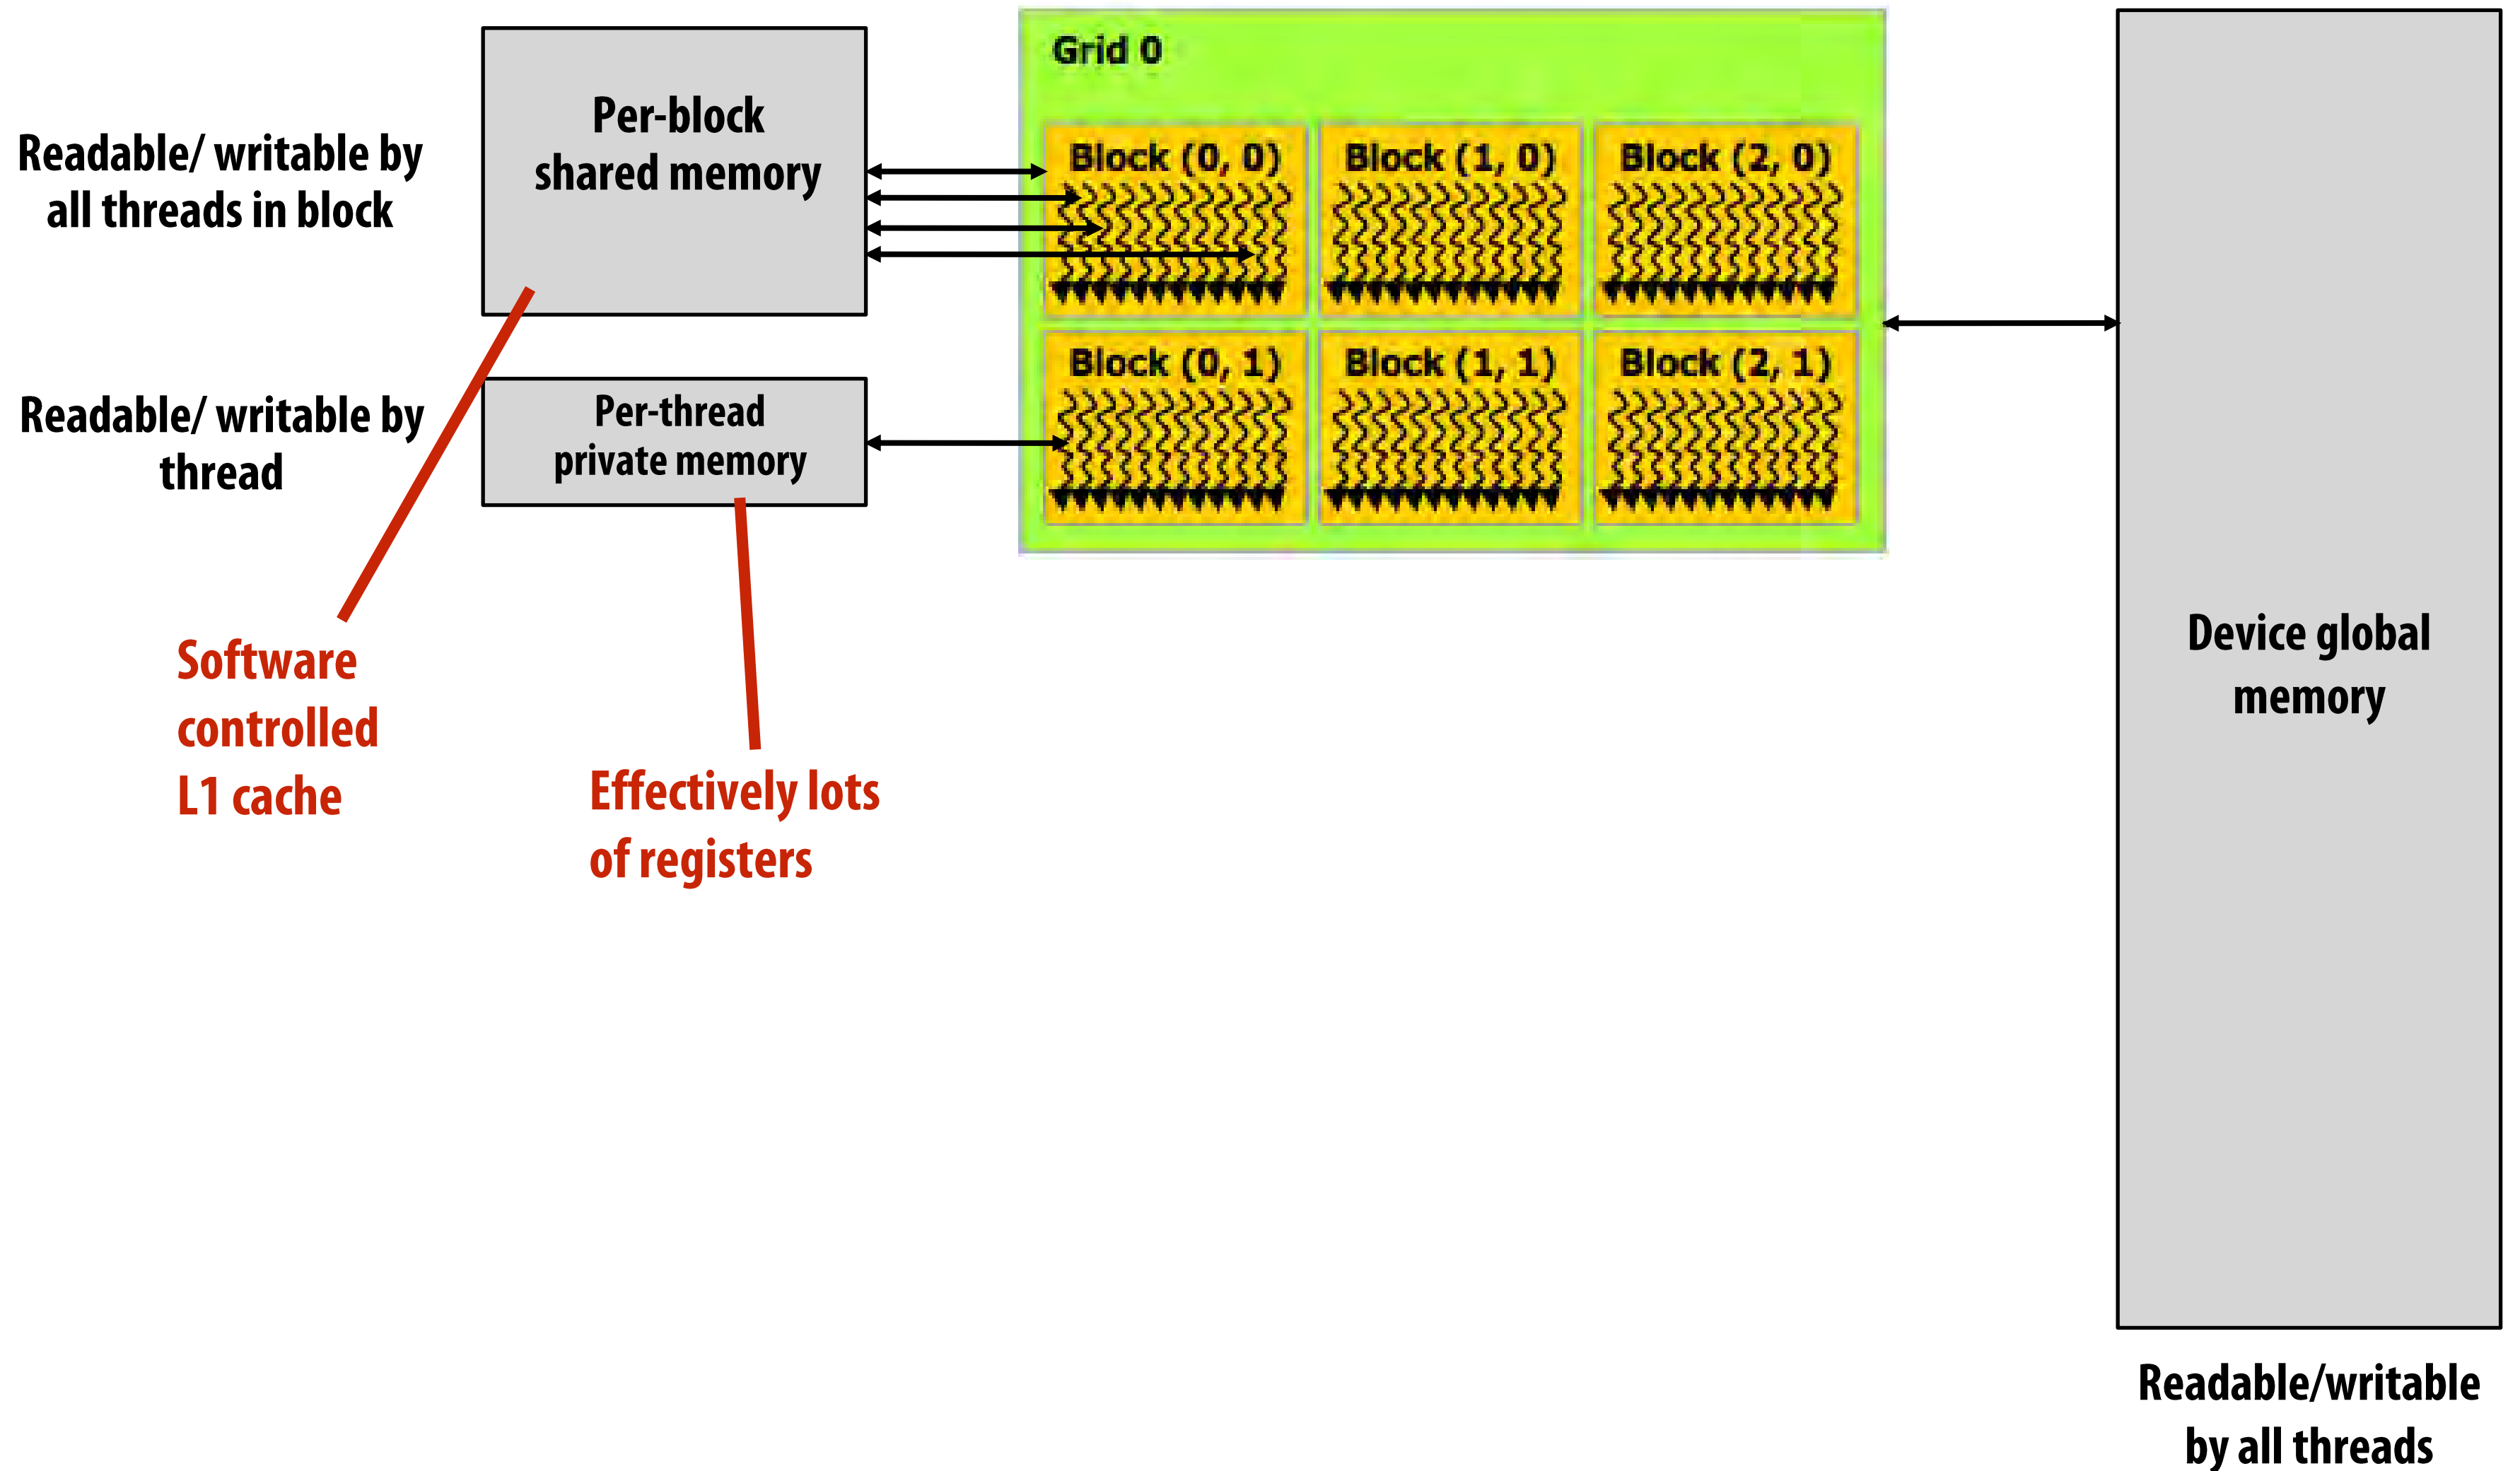 Grid 0
Readable/ writable by
all threads in block
Per-block
shared memory
Block (0, 0)
Block (1, 0)
Block (2, 0)
Readable/ writable by
thread
Per-thread
private memory
Block (0, 1)
Block (1, 1)
Block (2, 1)
Software
controlled
L1 cache
Effectively lots
of registers
Device global
memory
Readable/writable
by all threads